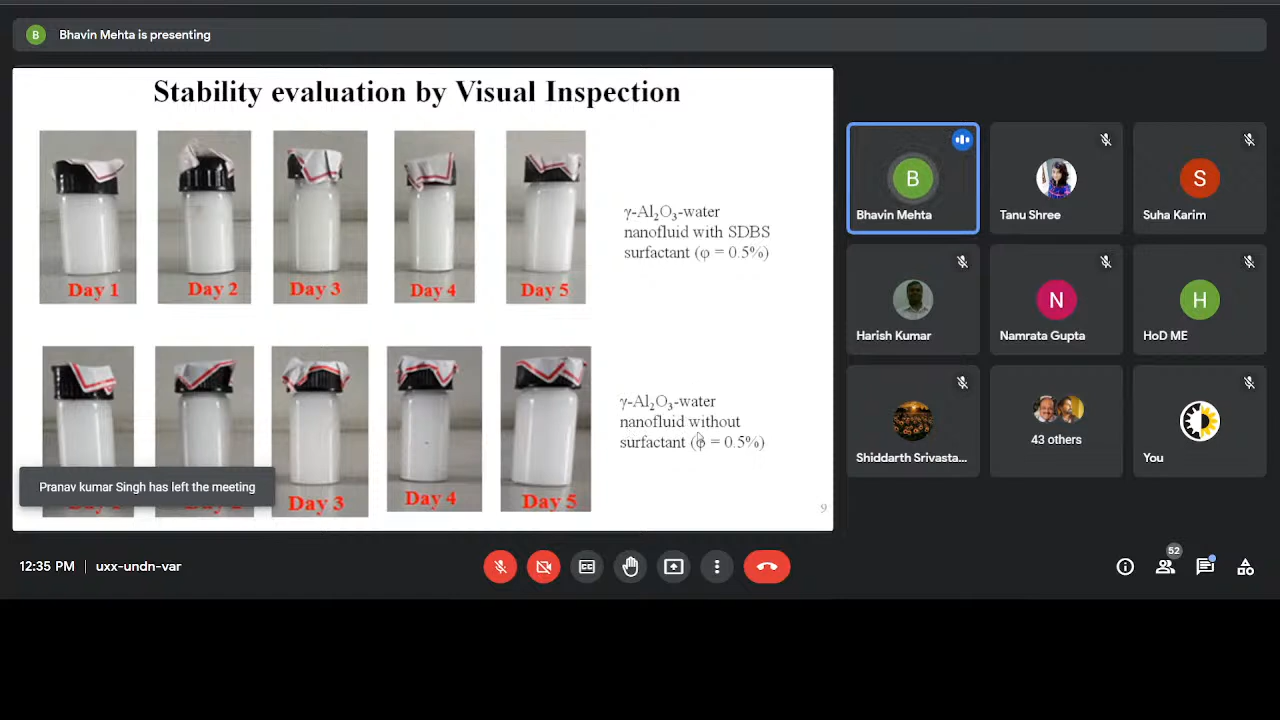 B Bhavin Mehta is presenting
Stability evaluation by Visual Inspection
Day 1 Day 2 Day 3 Day 4 Day 5
γ-Al₂O₃-water
nanofluid with SDBS
surfactant (φ = 0.5%)
γ-Al₂O₃-water
nanofluid without
surfactant (φ = 0.5%)
Day 3 Day 4 Day 5
9
Pranav kumar Singh has left the meeting
B
Bhavin Mehta
Tanu Shree
S
Suha Karim
Harish Kumar
N
Namrata Gupta
H
HoD ME
Shiddarth Srivasta...
43 others
You
12:35 PM | uxx-undn-var
CC
52